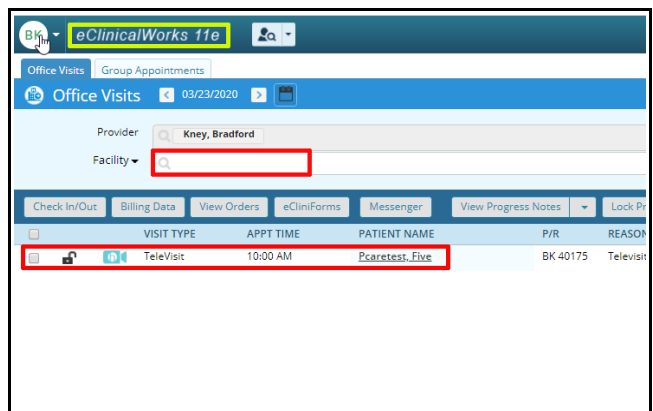 BK eClinicalWorks 11e
Office Visits Group Appointments
Office Visits 03/23/2020
Provider Kney, Bradford
Facility
Check In/Out Billing Data View Orders eCliniForms Messenger View Progress Notes Lock Pr
VISIT TYPE APPT TIME PATIENT NAME P/R REASON
TeleVisit 10:00 AM Pcaretest, Five BK 40175 Televisit